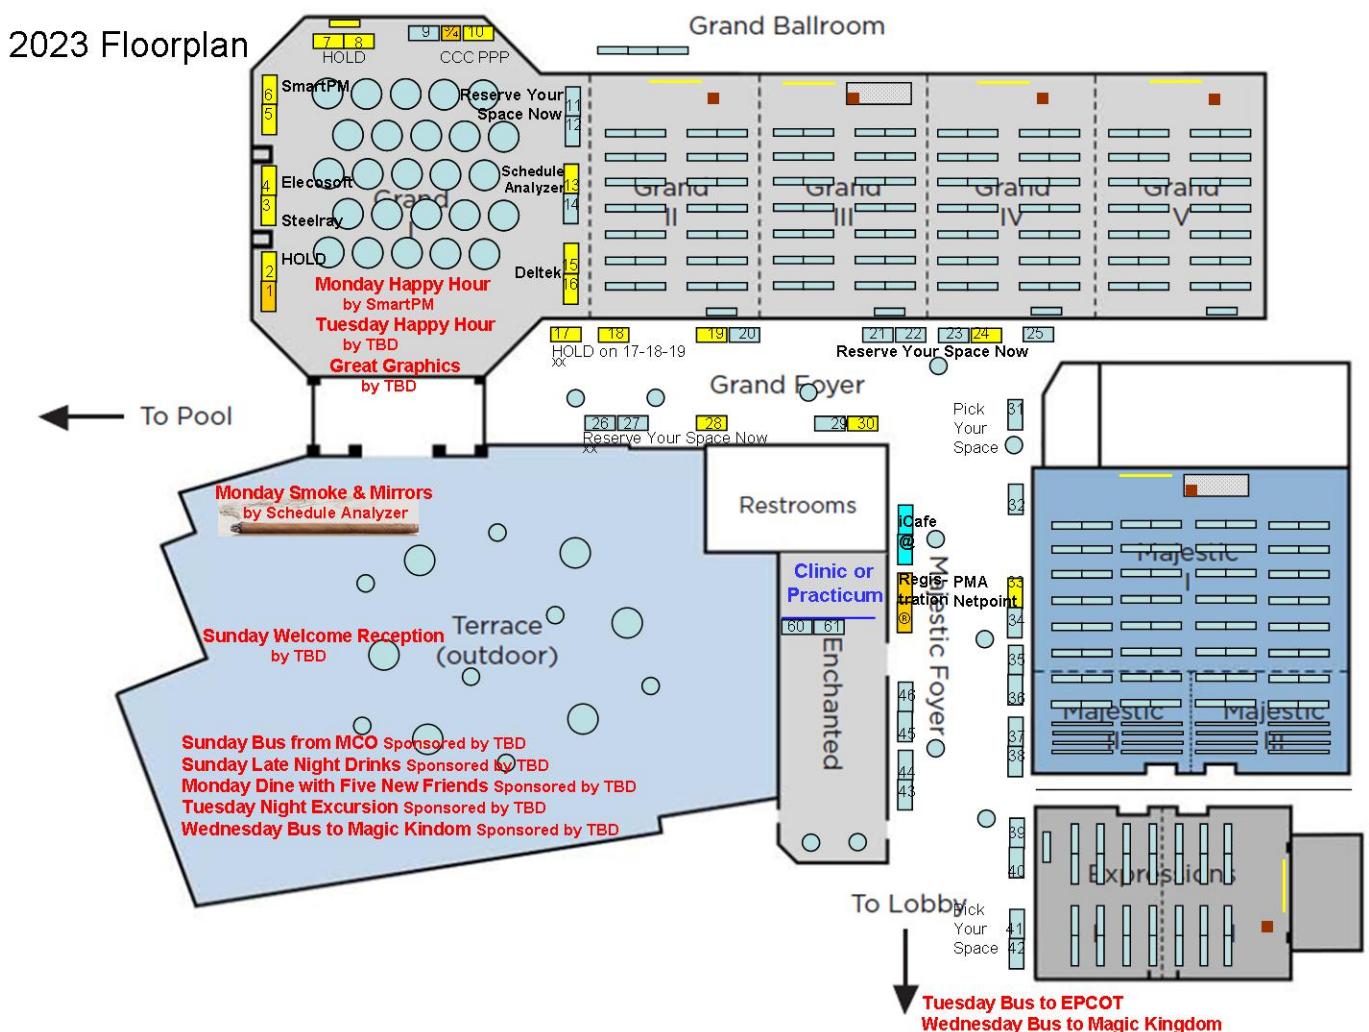 2023 Floorplan
Grand Ballroom
7 8
HOLD
9 ¾ 10
CCC PPP
6
5
SmartPM
Reserve Your
Space Now
11
12
4
3
Elecosoft
Steelray
Schedule
Analyzer
13
14
Grand
I
Grand
II
Grand
III
Grand
IV
Grand
V
2
1
HOLD
Deltek
15
16
Monday Happy Hour
by SmartPM
Tuesday Happy Hour
by TBD
Great Graphics
by TBD
17 18 19 20 21 22 23 24 25
HOLD on 17-18-19
xx
Reserve Your Space Now
Grand Foyer
To Pool
26 27 28 29 30
Reserve Your Space Now
xx
Pick
Your
Space
31
32
Monday Smoke & Mirrors
by Schedule Analyzer
Restrooms
iCafe
@
Majestic Foyer
Majestic
I
Clinic or
Practicum
Regis-
tration
®
PMA
Netpoint
33
34
60 61
Enchanted
Sunday Welcome Reception
by TBD
Terrace
(outdoor)
35
36
46
45
Majestic
II
Majestic
III
37
38
44
43
Sunday Bus from MCO Sponsored by TBD
Sunday Late Night Drinks Sponsored by TBD
Monday Dine with Five New Friends Sponsored by TBD
Tuesday Night Excursion Sponsored by TBD
Wednesday Bus to Magic Kindom Sponsored by TBD
39
40
Expressions
To Lobby
Pick
Your
Space
41
42
Tuesday Bus to EPCOT
Wednesday Bus to Magic Kingdom